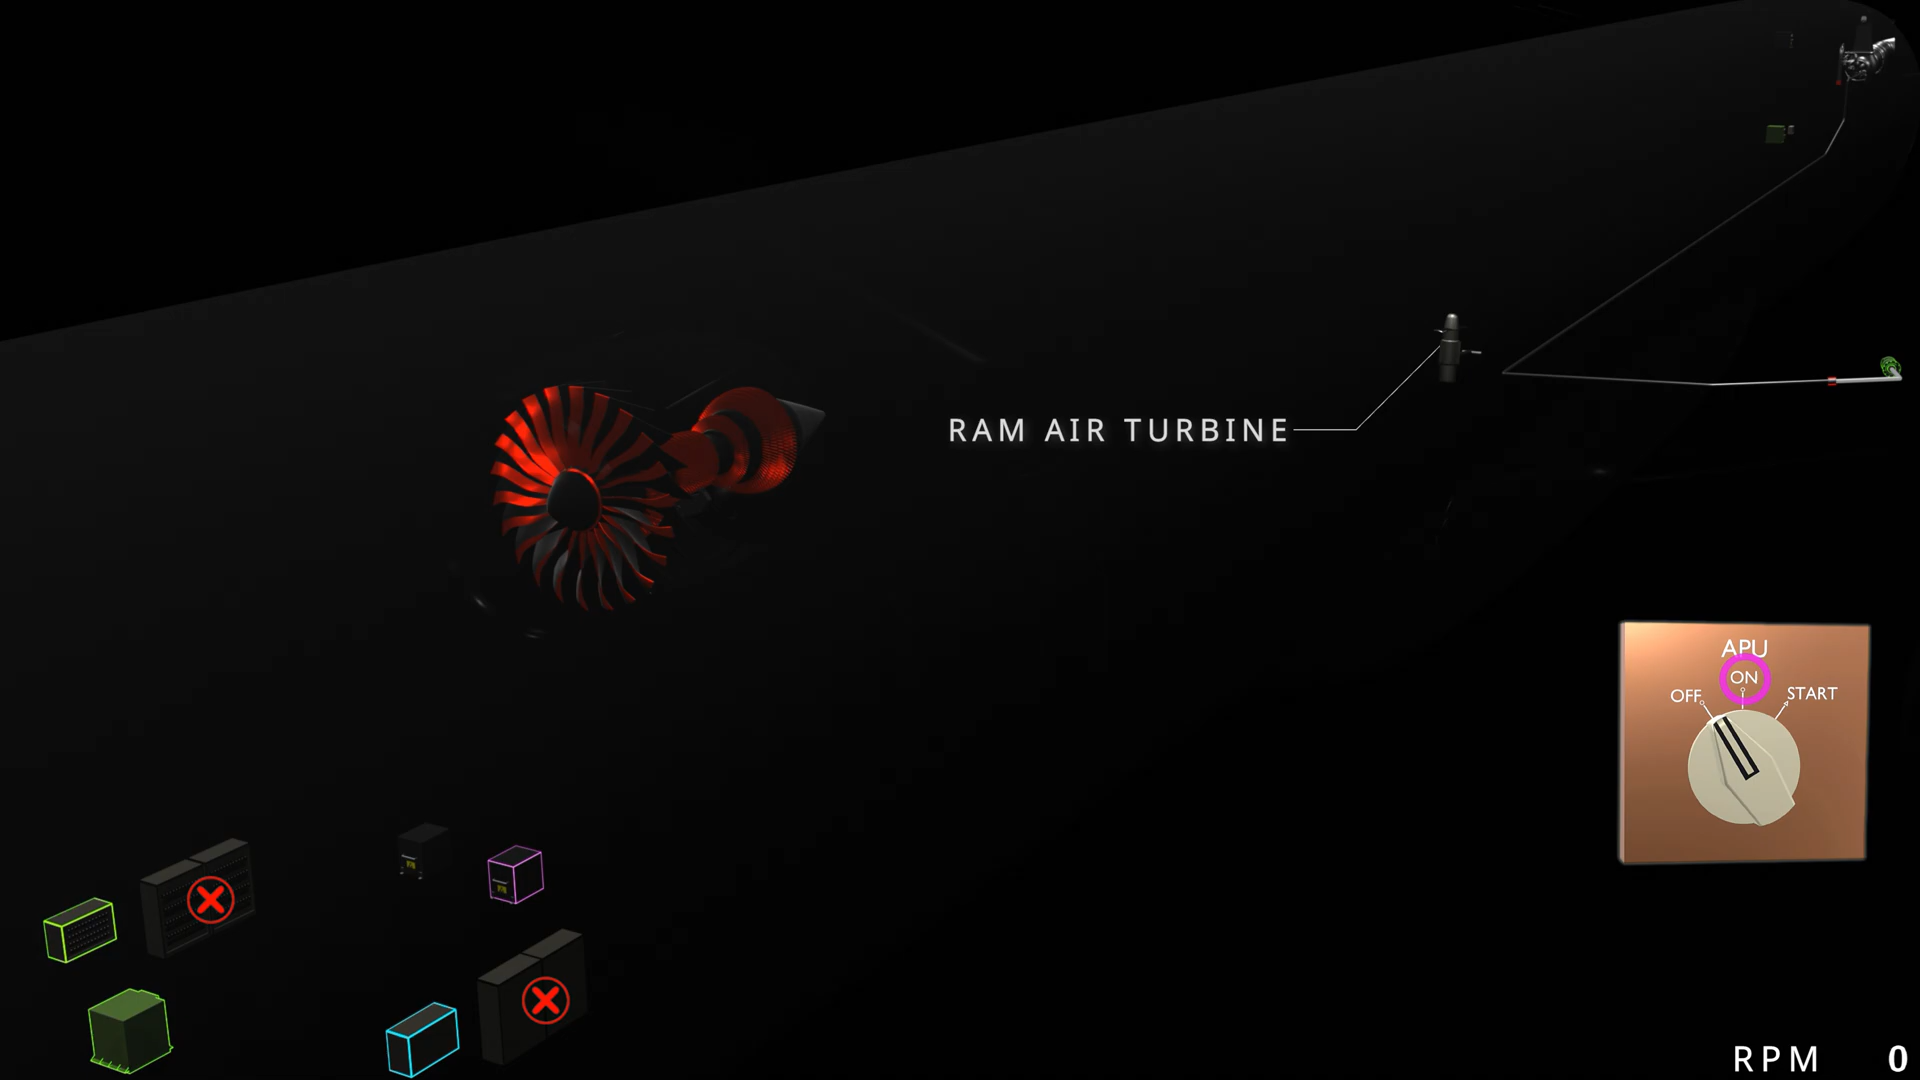 RAM AIR TURBINE
APU
ON
OFF
START
RPM 0